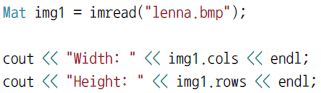 Mat img1 = imread("lenna.bmp");
cout << "Width: " << img1.cols << endl;
cout << "Height: " << img1.rows << endl;